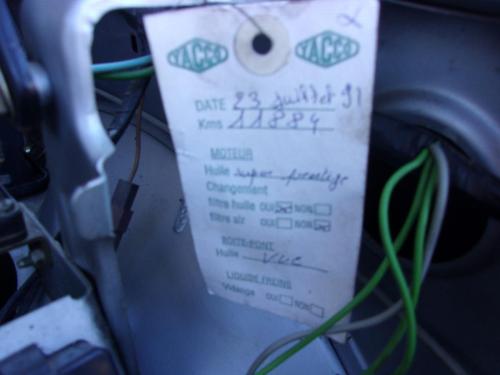 YACCO YACCO
DATE 23 juillet 91
Kms 11884
MOTEUR
Huile super prestige
Changement
filtre huile OUI NON
filtre air OUI NON
BOITE-PONT
Huile VUE
LIQUIDE FREINS
Vidange OUI NON